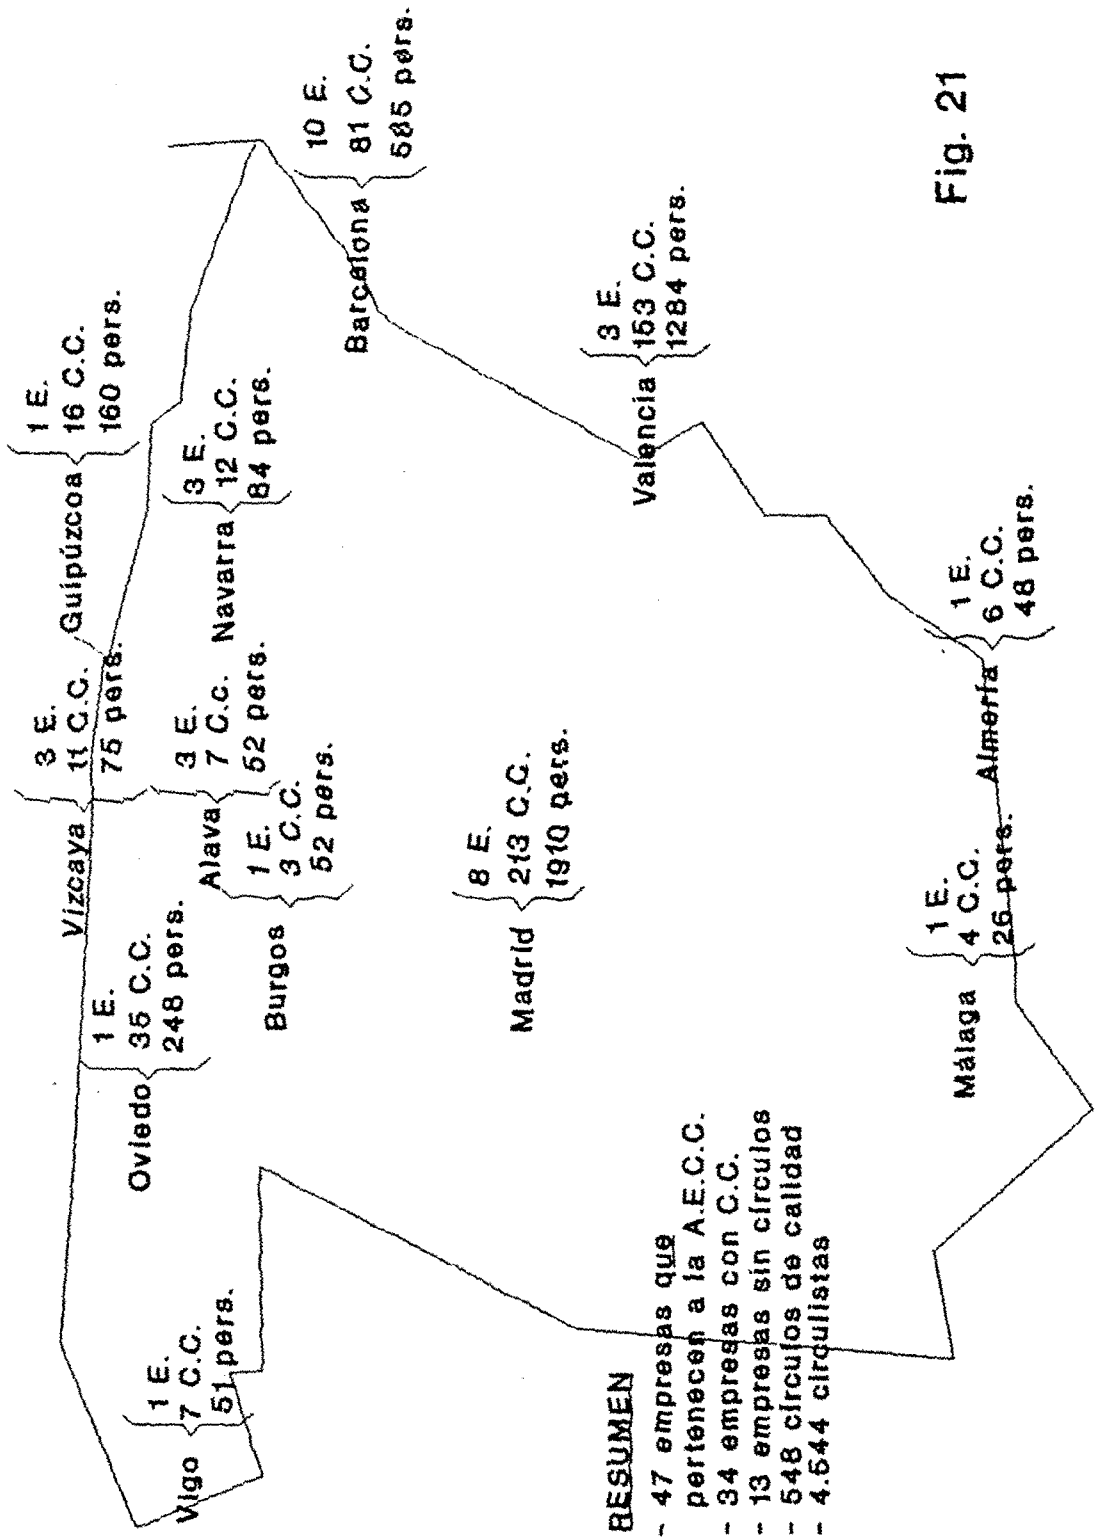 Vigo
1 E.
7 C.C.
51 pers.
Oviedo
1 E.
35 C.C.
248 pers.
Vizcaya
3 E.
11 C.C.
75 pers.
Guipúzcoa
1 E.
16 C.C.
160 pers.
Alava
3 E.
7 C.c.
52 pers.
Navarra
3 E.
12 C.C.
84 pers.
Burgos
1 E.
3 C.C.
52 pers.
Barcelona
10 E.
81 C.C.
585 pers.
Madrid
8 E.
213 C.C.
1910 pers.
Valencia
3 E.
153 C.C.
1284 pers.
Málaga
1 E.
4 C.C.
26 pers.
Almería
1 E.
6 C.C.
48 pers.
RESUMEN
- 47 empresas que
pertenecen a la A.E.C.C.
- 34 empresas con C.C.
- 13 empresas sin círculos
- 548 círculos de calidad
- 4.544 circulistas
Fig. 21